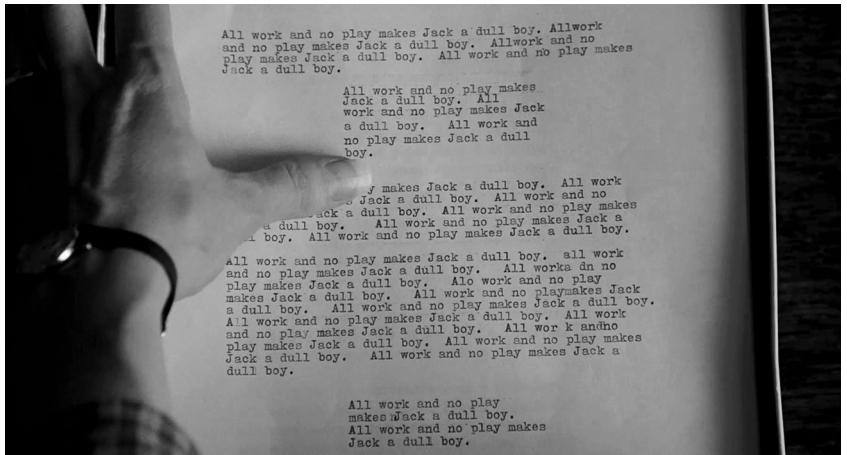 All work and no play makes Jack a dull boy. Allwork
and no play makes Jack a dull boy.  Allwork and no
play makes Jack a dull boy.  All work and no play makes
Jack a dull boy.
All work and no play makes
Jack a dull boy.  All
work and no play makes Jack
a dull boy.   All work and
no play makes Jack a dull
boy.
makes Jack a dull boy.  All work
Jack a dull boy.  All work and no
a dull boy.  All work and no play makes
dull boy.    All work and no play makes Jack a
boy.  All work and no play makes Jack a dull boy.
All work and no play makes Jack a dull boy.  all work
and no play makes Jack a dull boy.   All worka dn no
play makes Jack a dull boy.   Alo work and no play
makes Jack a dull boy.   All work and no playmakes Jack
a dull boy.   All work and no play makes Jack a dull boy.
All work and no play makes Jack a dull boy.  All work
and no play makes Jack a dull boy.   All wor k andno
play makes Jack a dull boy.  All work and no play makes
Jack a dull boy.   All work and no play makes Jack a
dull boy.
All work and no play
makes Jack a dull boy.
All work and no play makes
Jack a dull boy.